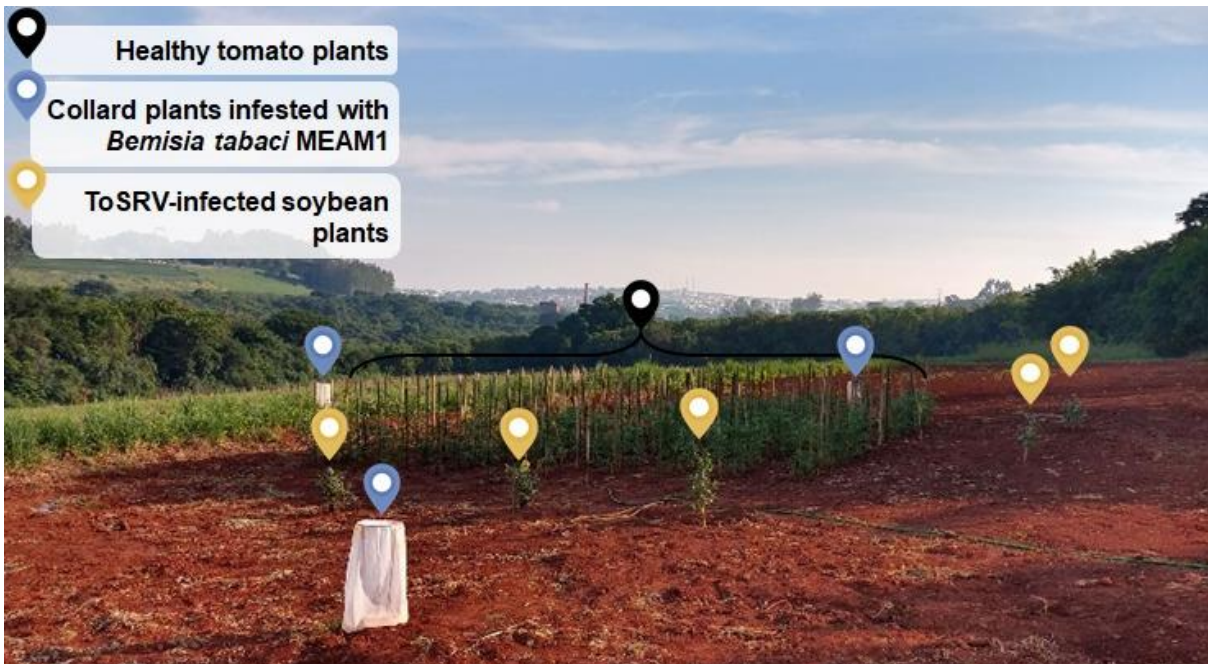 Healthy tomato plants
Collard plants infested with
Bemisia tabaci MEAM1
ToSRV-infected soybean
plants